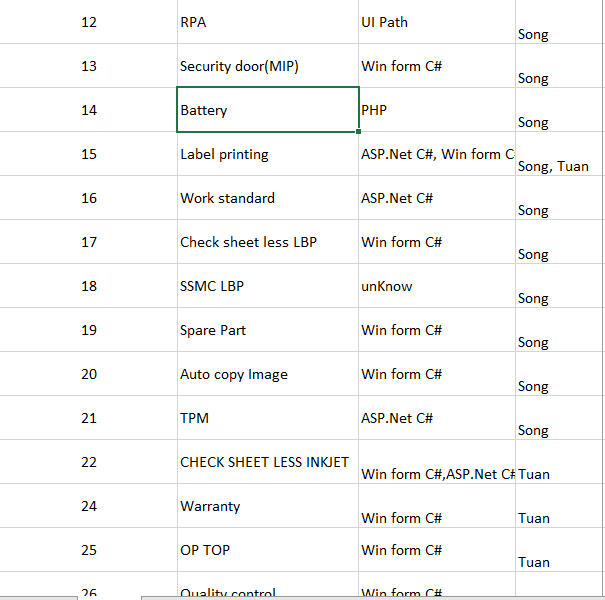 12 RPA UI Path Song
13 Security door(MIP) Win form C# Song
14 Battery PHP Song
15 Label printing ASP.Net C#, Win form C Song, Tuan
16 Work standard ASP.Net C# Song
17 Check sheet less LBP Win form C# Song
18 SSMC LBP unKnow Song
19 Spare Part Win form C# Song
20 Auto copy Image Win form C# Song
21 TPM ASP.Net C# Song
22 CHECK SHEET LESS INKJET Win form C#,ASP.Net C# Tuan
24 Warranty Win form C# Tuan
25 OP TOP Win form C# Tuan
26 Quality control Win form C#